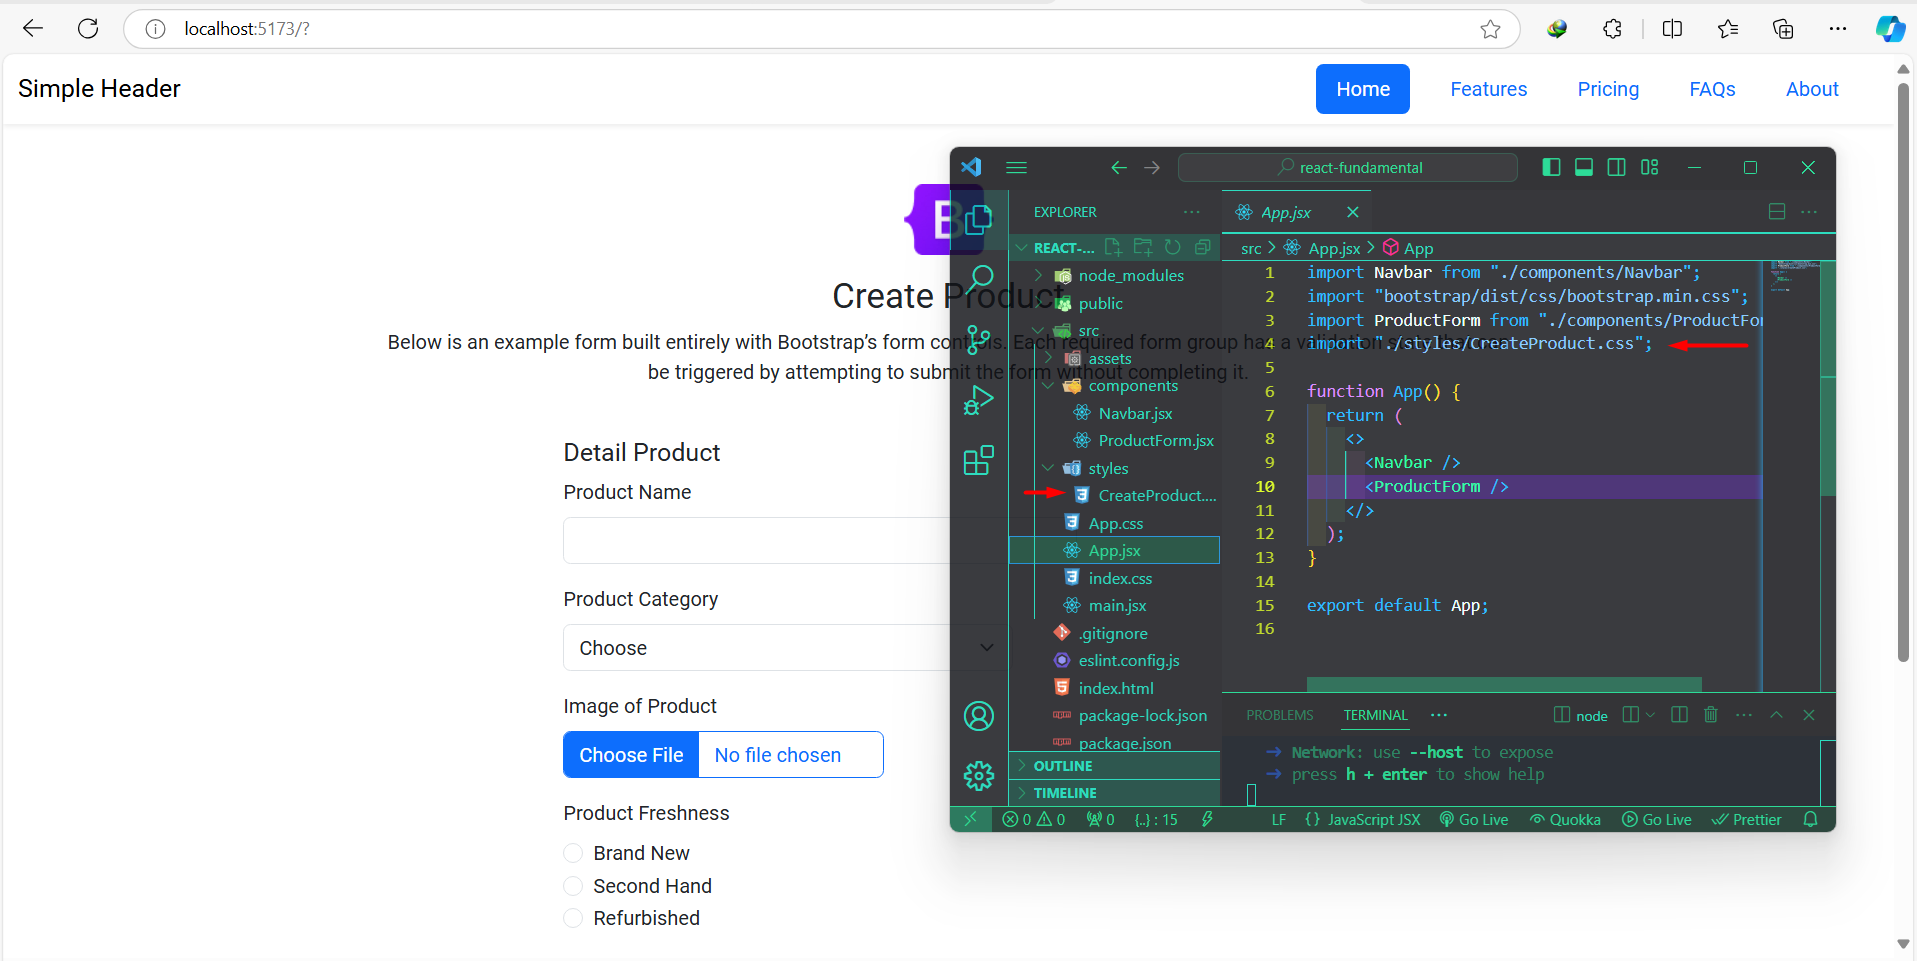 localhost:5173/?
Simple Header
Home
Features
Pricing
FAQs
About
B
Create Product
Below is an example form built entirely with Bootstrap's form controls. Each required form group has a validation
be triggered by attempting to submit the form without completing it.
Detail Product
Product Name
Product Category
Choose
Image of Product
Choose File No file chosen
Product Freshness
Brand New
Second Hand
Refurbished
react-fundamental
EXPLORER
REACT-...
node_modules
public
src
assets
components
Navbar.jsx
ProductForm.jsx
styles
CreateProduct....
App.css
App.jsx
index.css
main.jsx
.gitignore
eslint.config.js
index.html
package-lock.json
package.json
OUTLINE
TIMELINE
App.jsx
src > App.jsx > App
1 import Navbar from "./components/Navbar";
2 import "bootstrap/dist/css/bootstrap.min.css";
3 import ProductForm from "./components/ProductFor
4 import "./styles/CreateProduct.css";
5
6 function App() {
7 return (
8 <>
9 <Navbar />
10 <ProductForm />
11 </>
12 );
13 }
14
15 export default App;
16
PROBLEMS TERMINAL ... node
→ Network: use --host to expose
→ press h + enter to show help
0 0 0 {..} : 15 LF {} JavaScript JSX Go Live Quokka Go Live Prettier